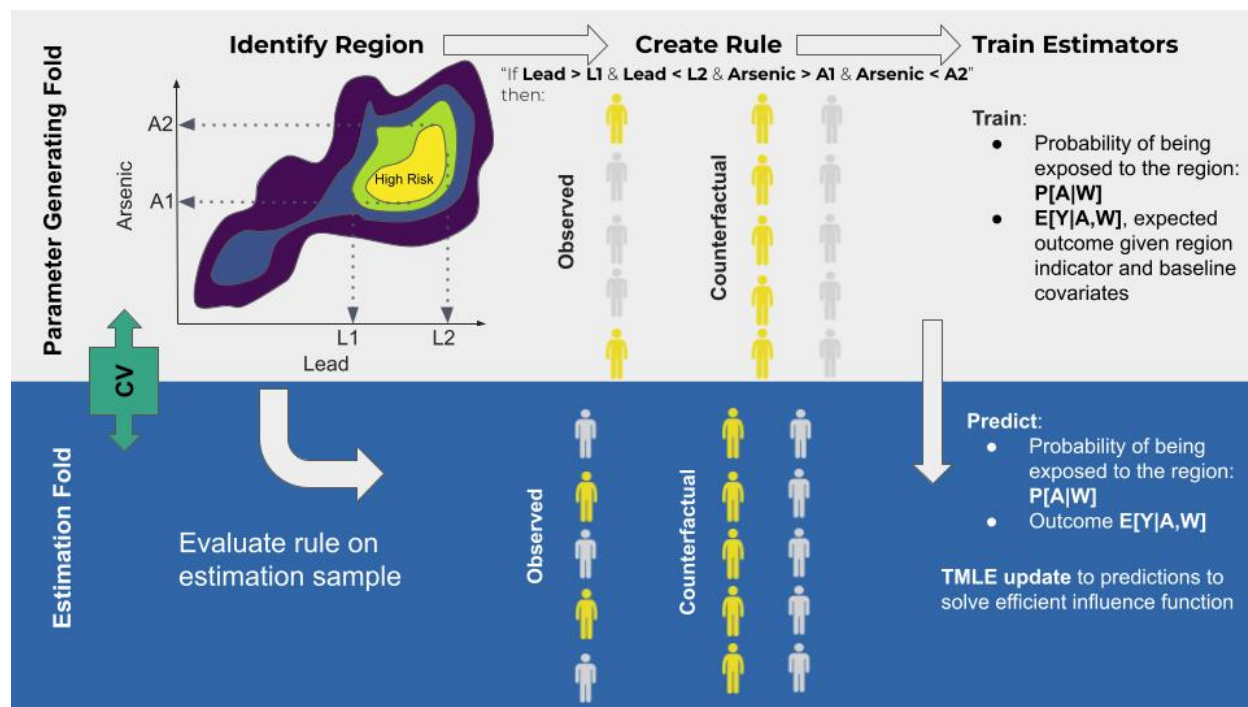 Parameter Generating Fold
Identify Region
Create Rule
Train Estimators
"If Lead > L1 & Lead < L2 & Arsenic > A1 & Arsenic < A2"
then:
Arsenic
A2
A1
High Risk
L1
L2
Lead
Observed
Counterfactual
Train:
● Probability of being
exposed to the region:
P[A|W]
● E[Y|A,W], expected
outcome given region
indicator and baseline
covariates
CV
Estimation Fold
Evaluate rule on
estimation sample
Observed
Counterfactual
Predict:
● Probability of being
exposed to the region:
P[A|W]
● Outcome E[Y|A,W]
TMLE update to predictions to
solve efficient influence function